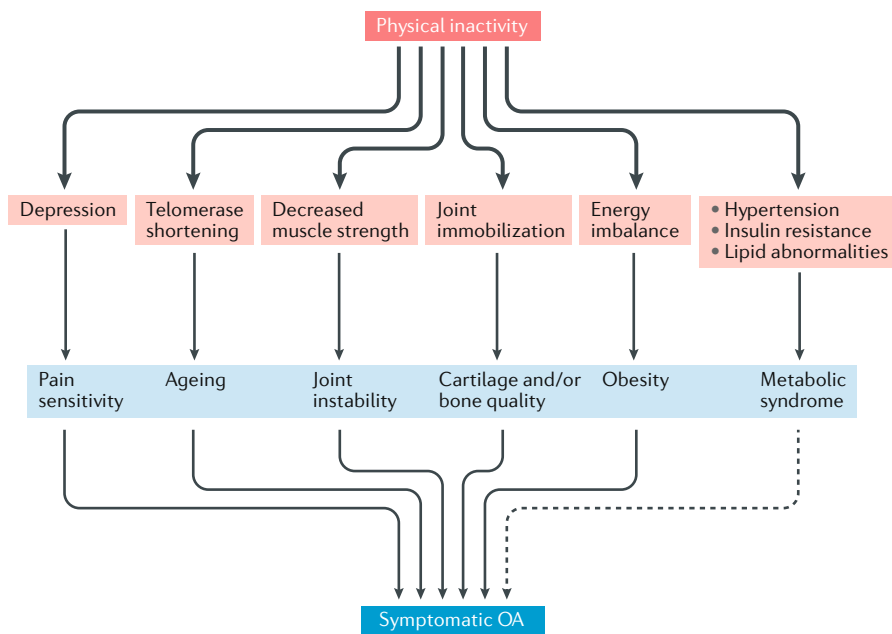 Physical inactivity
Depression
Telomerase
shortening
Decreased
muscle strength
Joint
immobilization
Energy
imbalance
• Hypertension
• Insulin resistance
• Lipid abnormalities
Pain
sensitivity
Ageing
Joint
instability
Cartilage and/or
bone quality
Obesity
Metabolic
syndrome
Symptomatic OA